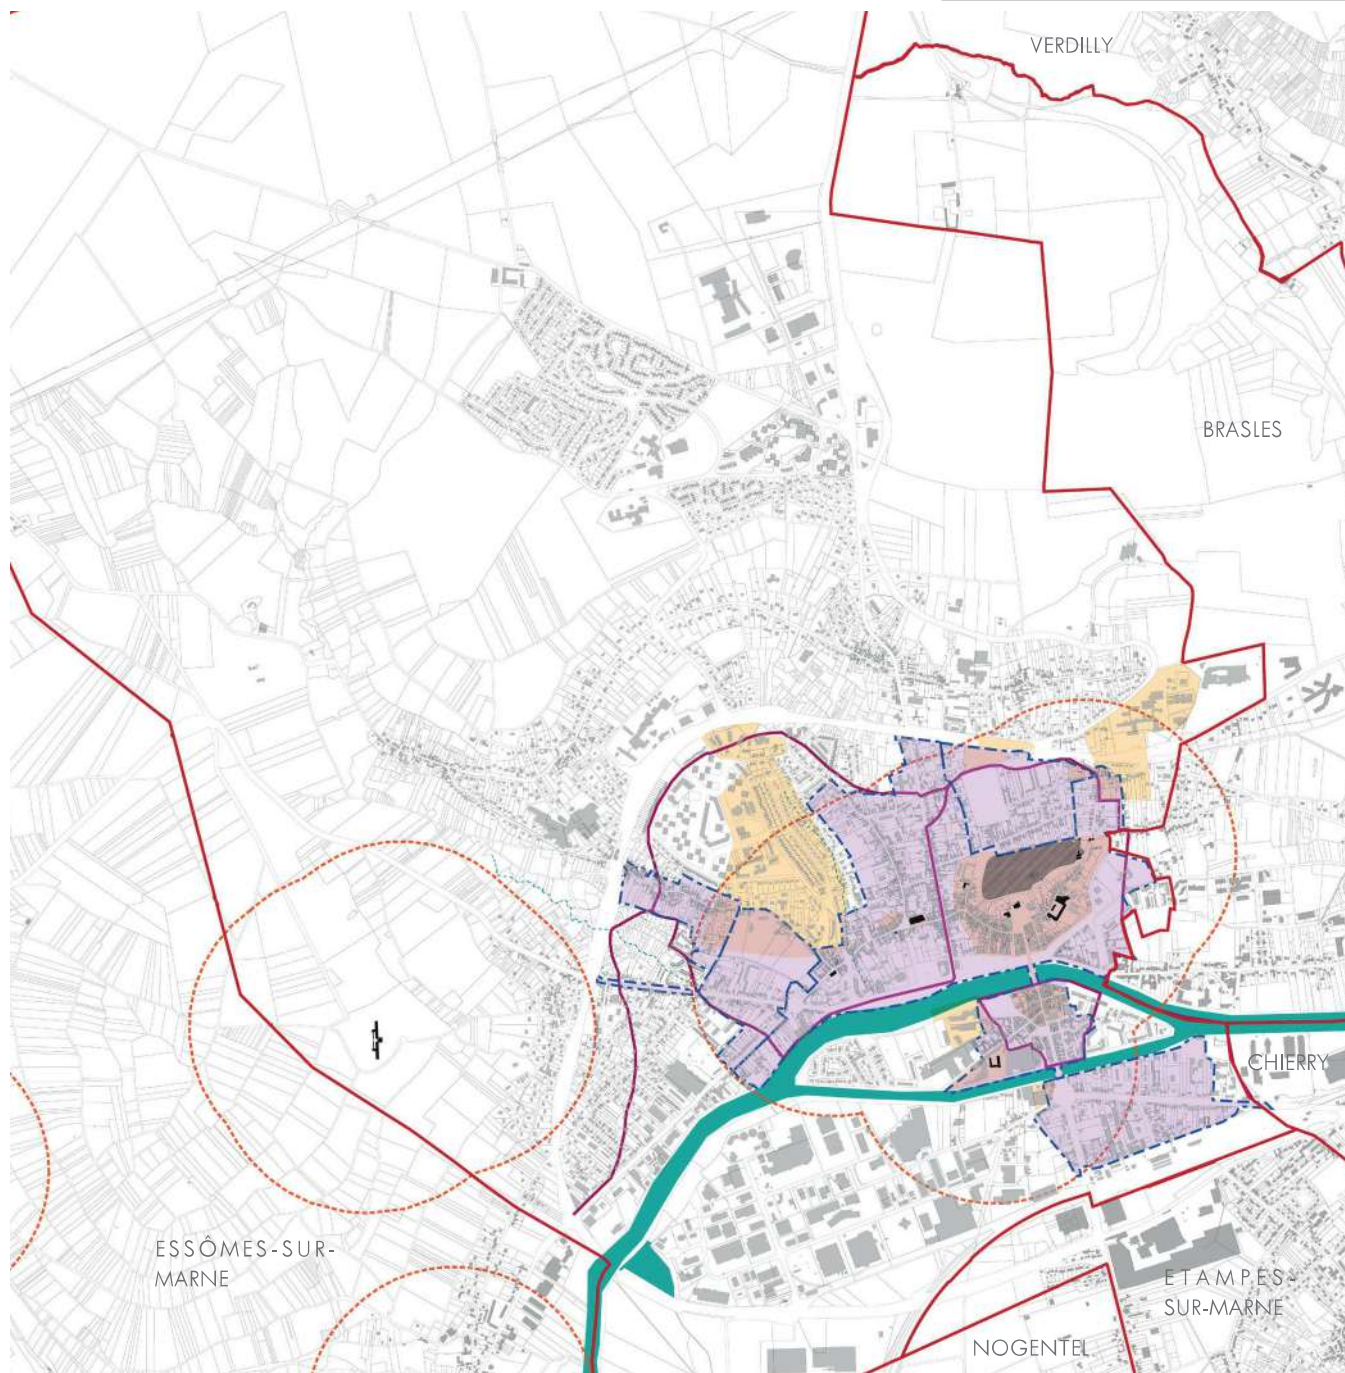 VERDILLY
BRASLES
CHIERRY
ESSÔMES-SUR-
MARNE
ETAMPES-
SUR-MARNE
NOGENTEL